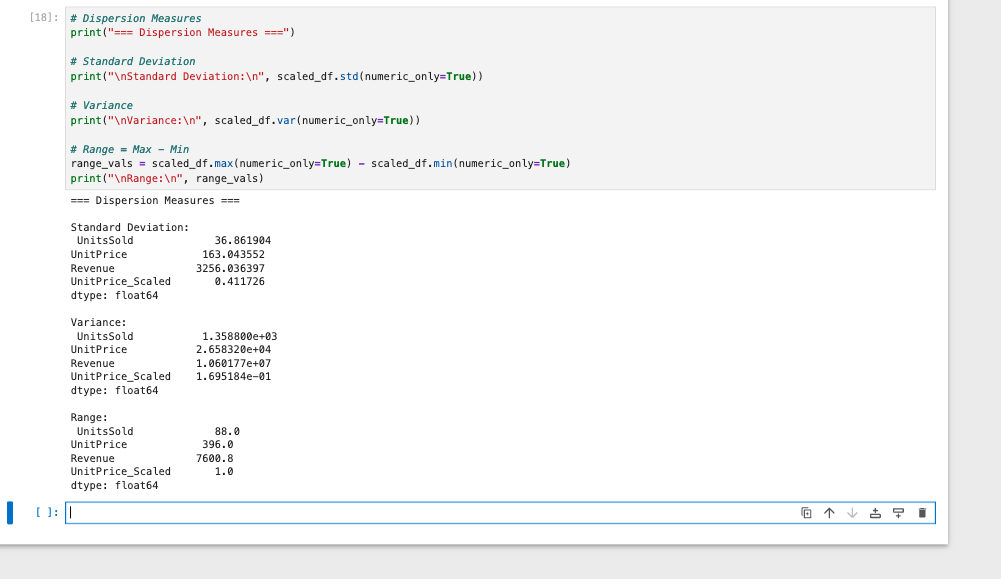 [18]: # Dispersion Measures
print("=== Dispersion Measures ===")
# Standard Deviation
print("\nStandard Deviation:\n", scaled_df.std(numeric_only=True))
# Variance
print("\nVariance:\n", scaled_df.var(numeric_only=True))
# Range = Max - Min
range_vals = scaled_df.max(numeric_only=True) - scaled_df.min(numeric_only=True)
print("\nRange:\n", range_vals)
=== Dispersion Measures ===
Standard Deviation:
UnitsSold 36.861904
UnitPrice 163.043552
Revenue 3256.036397
UnitPrice_Scaled 0.411726
dtype: float64
Variance:
UnitsSold 1.358800e+03
UnitPrice 2.658320e+04
Revenue 1.060177e+07
UnitPrice_Scaled 1.695184e-01
dtype: float64
Range:
UnitsSold 88.0
UnitPrice 396.0
Revenue 7600.8
UnitPrice_Scaled 1.0
dtype: float64
[ ]: